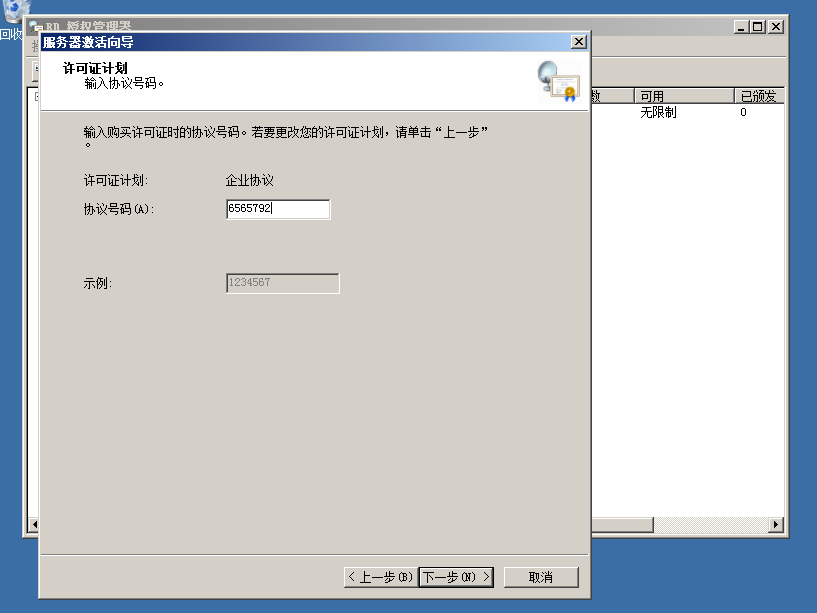 回收
RD 授权管理器
服务器激活向导
许可证计划
输入协议号码。
数
可用
已颁发
无限制
0
输入购买许可证时的协议号码。若要更改您的许可证计划，请单击“上一步”
。
许可证计划:
企业协议
协议号码(A):
6565792
示例:
1234567
< 上一步(B)
下一步(N) >
取消